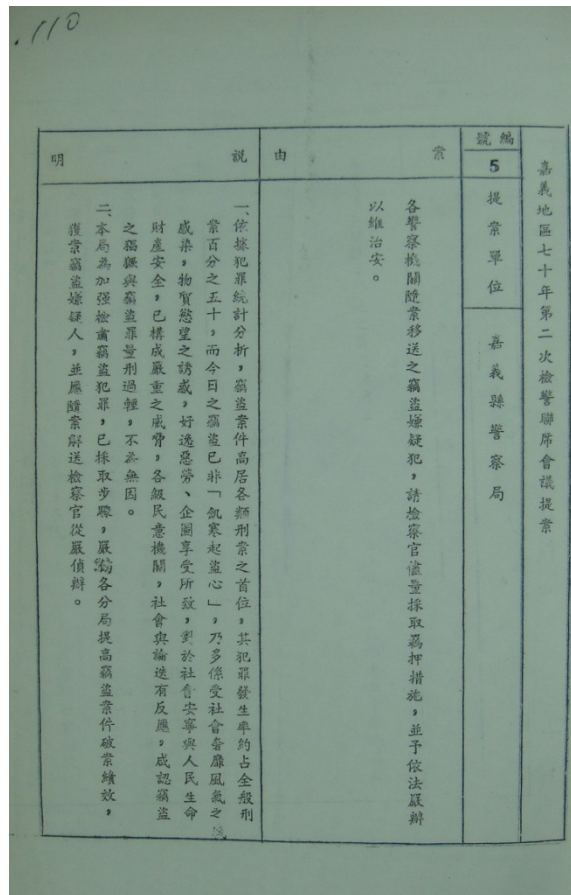 .110
嘉義地區七十年第二次檢警聯席會議提案
編號
5
提案單位
嘉義縣警察局
案由
各警察機關隨案移送之竊盜嫌疑犯,請檢察官儘量採取羈押措施,並予依法嚴辦
以維治安。
說明
一、依據犯罪統計分析,竊盜案件高居各類刑案之首位,其犯罪發生率約占全般刑
案百分之五十,而今日之竊盜已非「飢寒起盜心」,乃多係受社會奢靡風氣之
感染,物質慾望之誘惑,好逸惡勞、企圖享受所致,對於社會安寧與人民生命
財產安全,已構成嚴重之威脅,各級民意機關,社會輿論迭有反應,咸認竊盜
之猖獗與竊盜罪量刑過輕,不無無因。
二、本局為加强檢肅竊盜犯罪,已採取步驟,嚴飭各分局提高竊盜案件破案績效,
獲案竊盜嫌疑人,並應隨案解送檢察官從嚴偵辦。